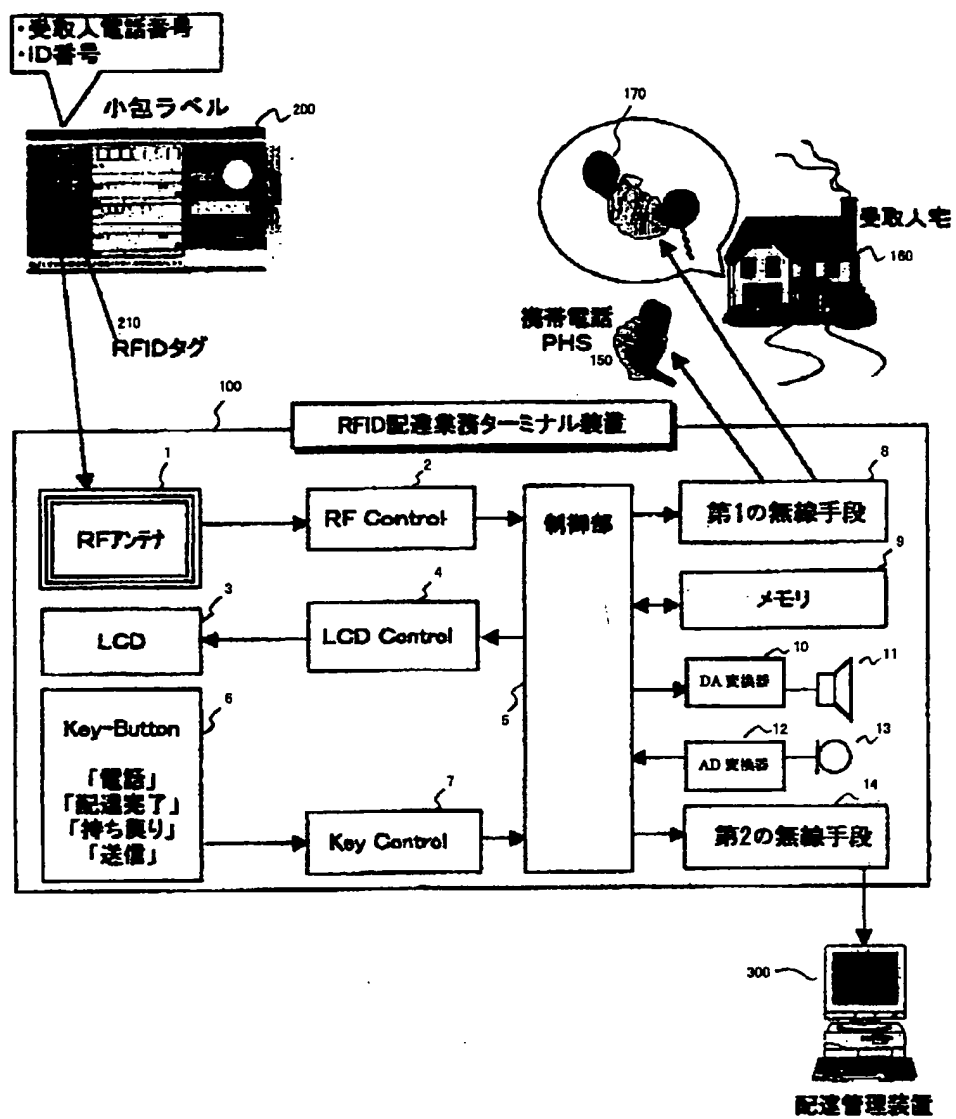 ・受取人電話番号
・ID番号
小包ラベル
200
210
RFIDタグ
170
受取人宅
160
携帯電話
PHS
150
100
RFID配達業務ターミナル装置
1
RFアンテナ
2
RF Control
制御部
5
8
第1の無線手段
3
LCD
4
LCD Control
9
メモリ
10
DA変換器
11
6
Key-Button
「電話」
「配達完了」
「持ち戻り」
「送信」
12
AD変換器
13
7
Key Control
14
第2の無線手段
300
配達管理装置